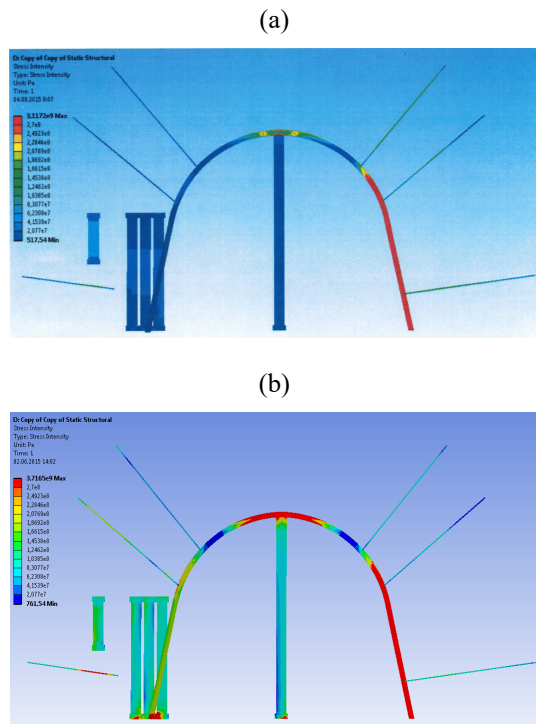 (a)
D: Copy of Copy of Static Structural
Stress Intensity
Type: Stress Intensity
Unit: Pa
Time: 1
04.09.2015 9:07
3,1172e9 Max
2,7e8
2,4923e8
2,2846e8
2,0769e8
1,8692e8
1,6615e8
1,4538e8
1,2462e8
1,0385e8
8,3077e7
6,2308e7
4,1539e7
2,077e7
517,54 Min
(b)
D: Copy of Copy of Static Structural
Stress Intensity
Type: Stress Intensity
Unit: Pa
Time: 1
02.06.2015 14:02
3,7165e9 Max
2,7e8
2,4923e8
2,2846e8
2,0769e8
1,8692e8
1,6615e8
1,4538e8
1,2462e8
1,0385e8
8,3077e7
6,2308e7
4,1539e7
2,077e7
761,54 Min